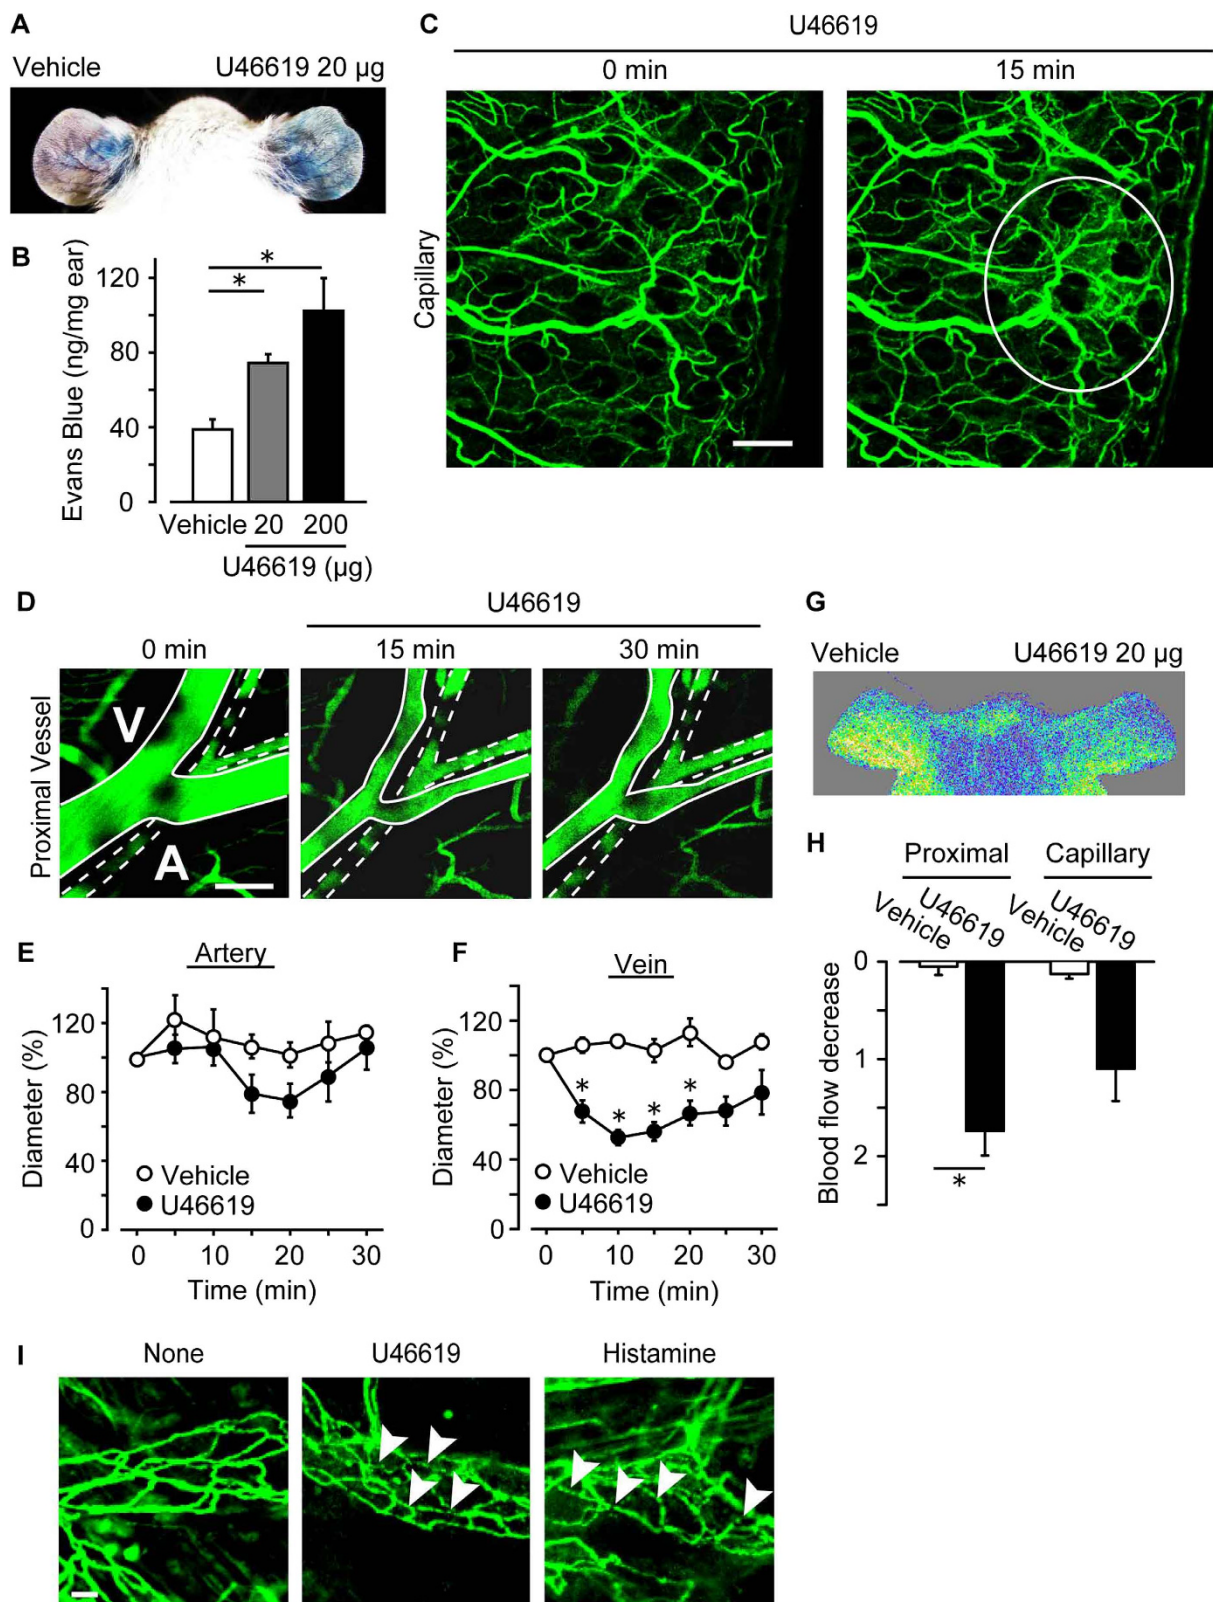 A
Vehicle U46619 20 µg
B
Evans Blue (ng/mg ear)
120
80
40
0
*
*
Vehicle 20 200
U46619 (µg)
C
U46619
0 min 15 min
Capillary
D
U46619
0 min 15 min 30 min
Proximal Vessel
V
A
E
Artery
Diameter (%)
120
80
40
0
Vehicle
U46619
0 10 20 30
Time (min)
F
Vein
Diameter (%)
120
80
40
0
* * * *
Vehicle
U46619
0 10 20 30
Time (min)
G
Vehicle U46619 20 µg
H
Proximal Capillary
Vehicle U46619 Vehicle U46619
Blood flow decrease
0
1
2
*
I
None U46619 Histamine